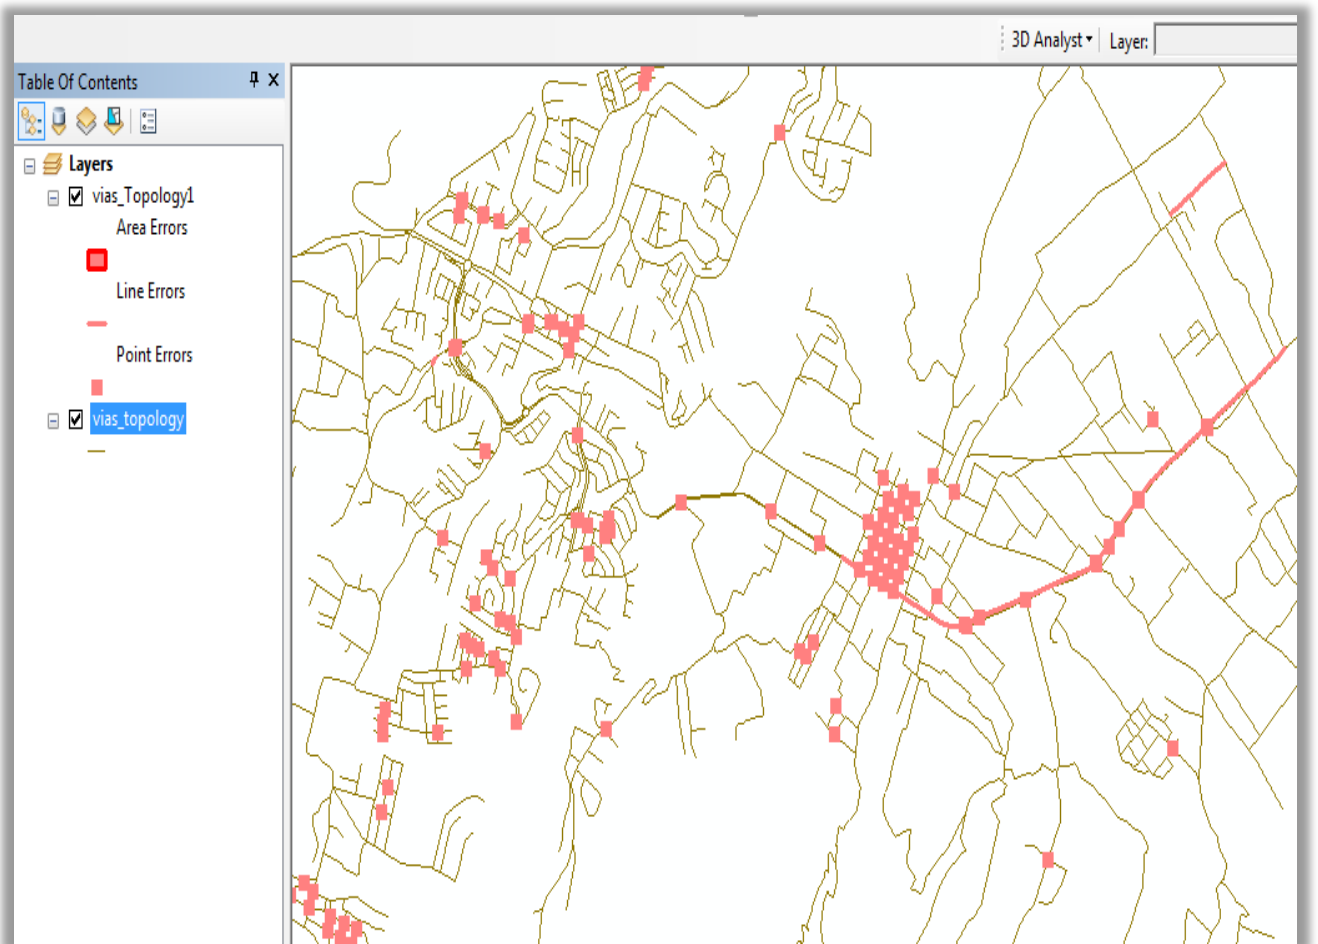 3D Analyst Layer:
Table Of Contents
Layers
vias_Topology1
Area Errors
Line Errors
Point Errors
vias_topology